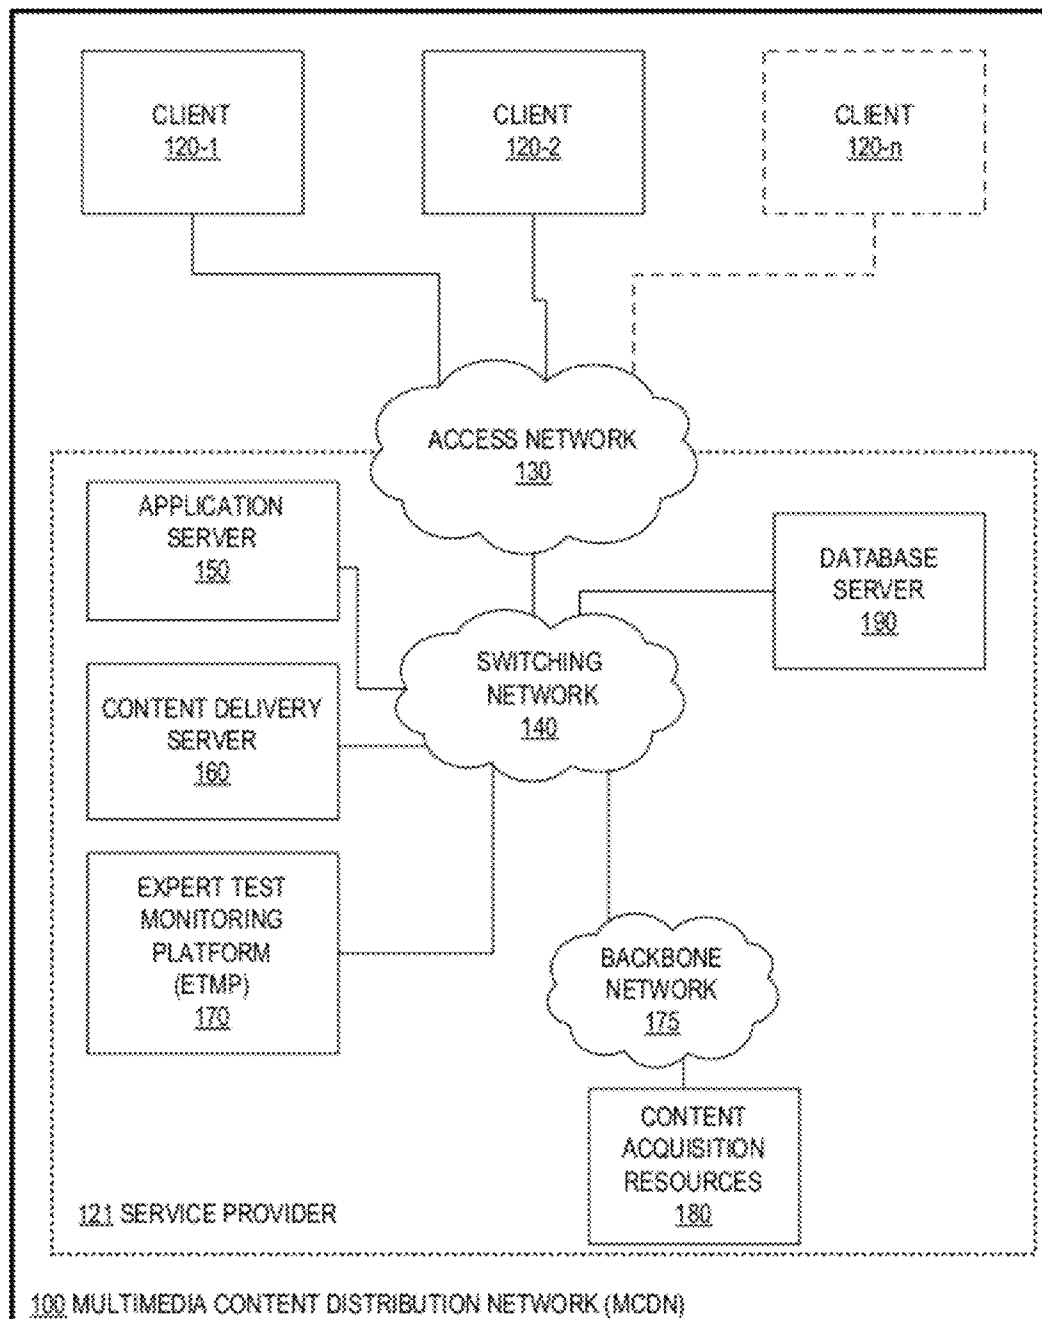 CLIENT
120-1
CLIENT
120-2
CLIENT
120-n
ACCESS NETWORK
130
APPLICATION
SERVER
150
DATABASE
SERVER
190
SWITCHING
NETWORK
140
CONTENT DELIVERY
SERVER
160
EXPERT TEST
MONITORING
PLATFORM
(ETMP)
170
BACKBONE
NETWORK
175
CONTENT
ACQUISITION
RESOURCES
180
121 SERVICE PROVIDER
100 MULTIMEDIA CONTENT DISTRIBUTION NETWORK (MCDN)